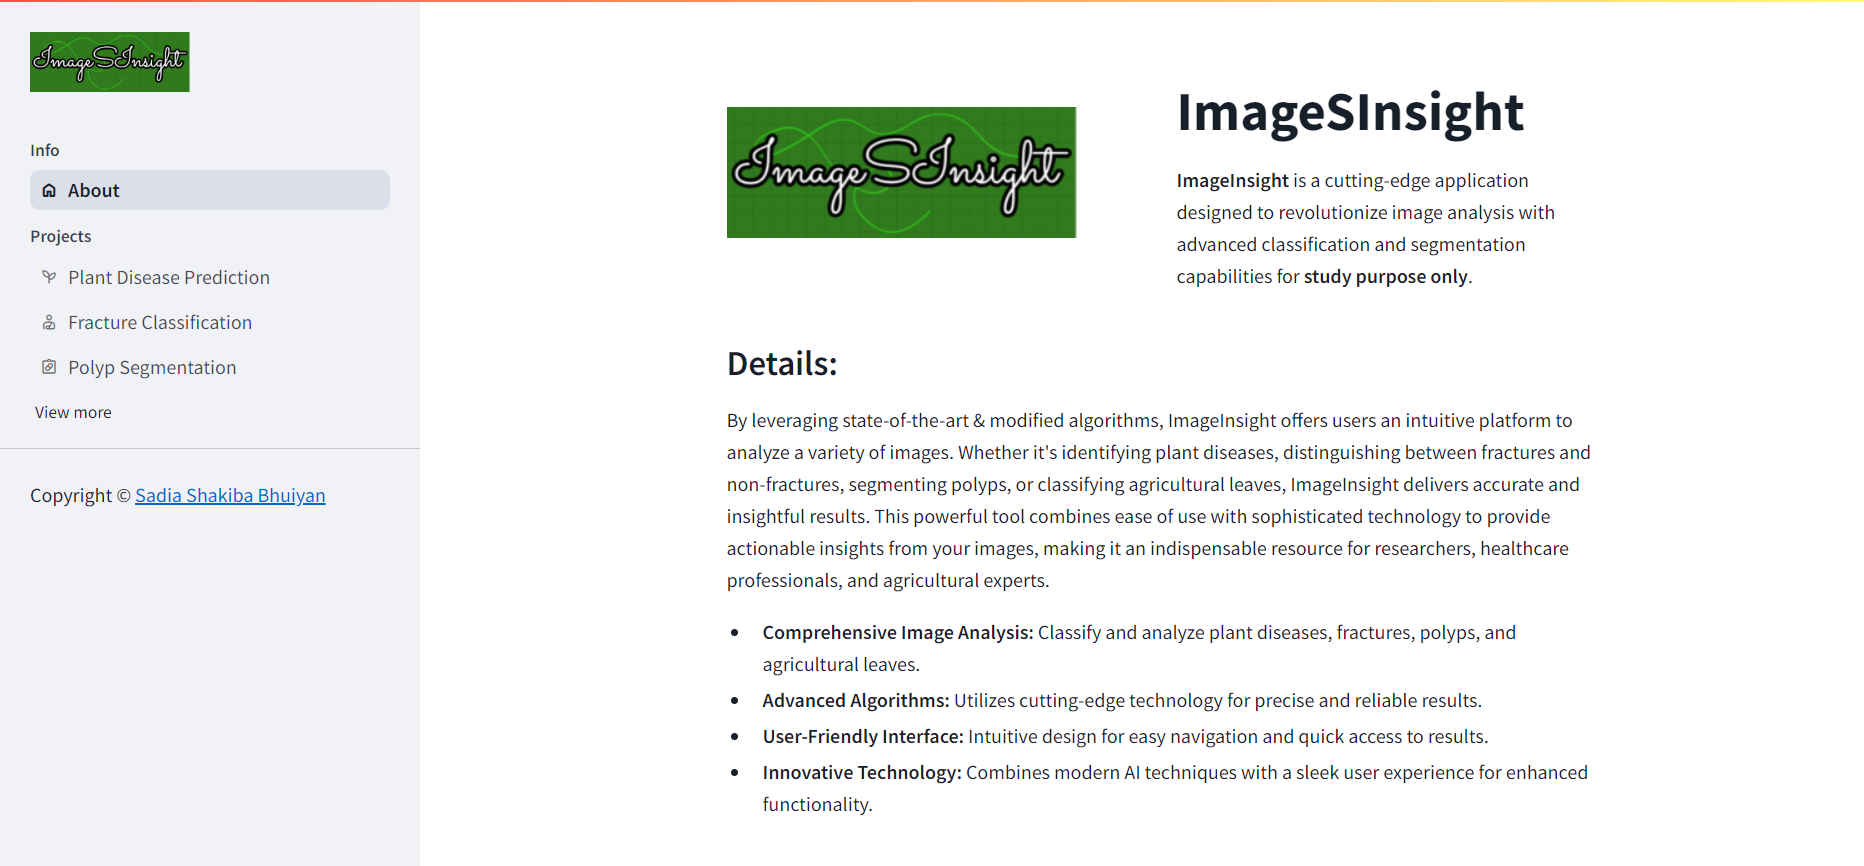 ImageSInsight
Info
About
Projects
Plant Disease Prediction
Fracture Classification
Polyp Segmentation
View more
Copyright © Sadia Shakiba Bhuiyan
ImageSInsight
ImageSInsight
ImageInsight is a cutting-edge application
designed to revolutionize image analysis with
advanced classification and segmentation
capabilities for study purpose only.
Details:
By leveraging state-of-the-art & modified algorithms, ImageInsight offers users an intuitive platform to
analyze a variety of images. Whether it's identifying plant diseases, distinguishing between fractures and
non-fractures, segmenting polyps, or classifying agricultural leaves, ImageInsight delivers accurate and
insightful results. This powerful tool combines ease of use with sophisticated technology to provide
actionable insights from your images, making it an indispensable resource for researchers, healthcare
professionals, and agricultural experts.
• Comprehensive Image Analysis: Classify and analyze plant diseases, fractures, polyps, and
agricultural leaves.
• Advanced Algorithms: Utilizes cutting-edge technology for precise and reliable results.
• User-Friendly Interface: Intuitive design for easy navigation and quick access to results.
• Innovative Technology: Combines modern AI techniques with a sleek user experience for enhanced
functionality.